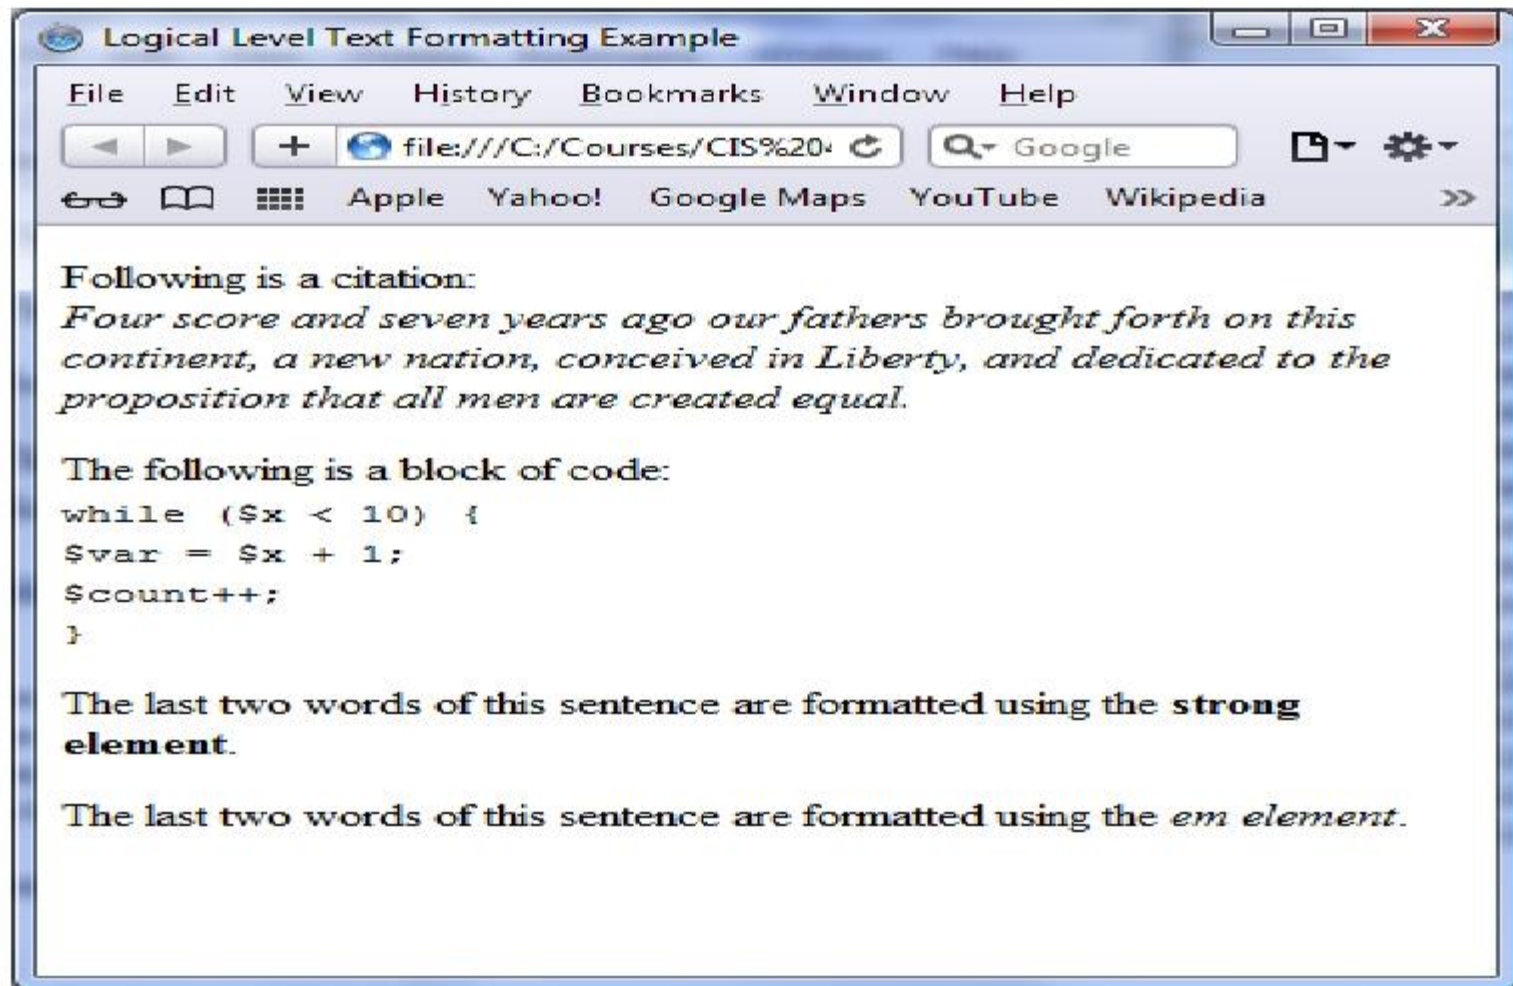 Logical Level Text Formatting Example
File Edit View History Bookmarks Window Help
file:///C:/Courses/CIS%20 Google
Apple Yahoo! Google Maps YouTube Wikipedia
Following is a citation:
Four score and seven years ago our fathers brought forth on this
continent, a new nation, conceived in Liberty, and dedicated to the
proposition that all men are created equal.
The following is a block of code:
while ($x < 10) {
$var = $x + 1;
$count++;
}
The last two words of this sentence are formatted using the strong
element.
The last two words of this sentence are formatted using the em element.